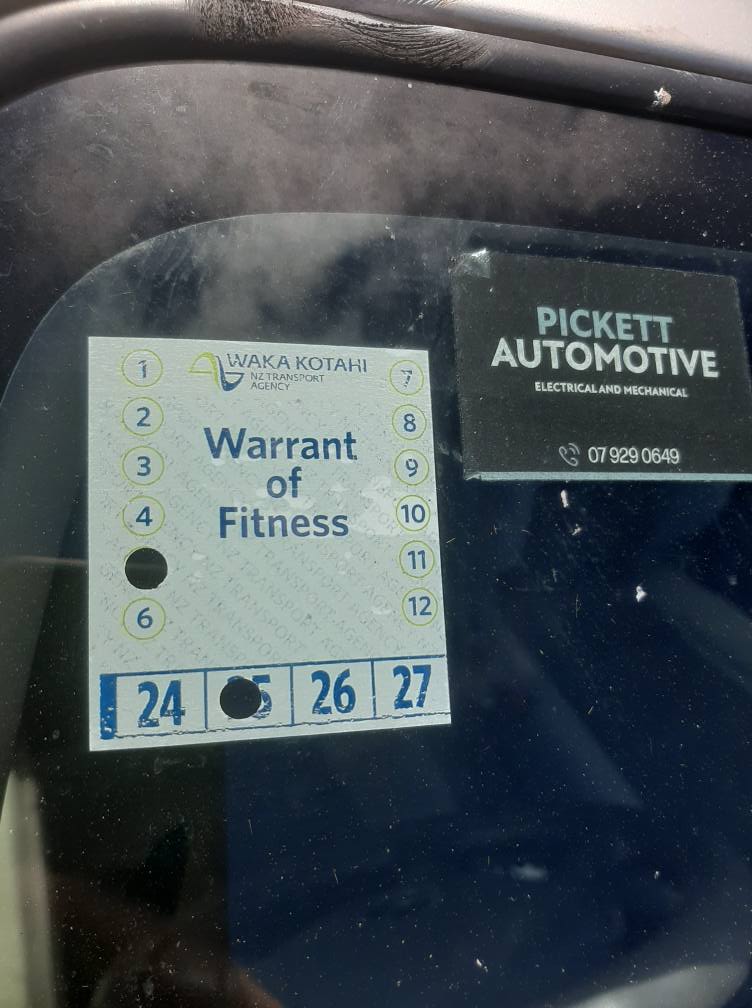 WAKA KOTAHI
NZ TRANSPORT
AGENCY
Warrant
of
Fitness
1
2
3
4
6
7
8
9
10
11
12
24 26 27
PICKETT
AUTOMOTIVE
ELECTRICAL AND MECHANICAL
07 929 0649